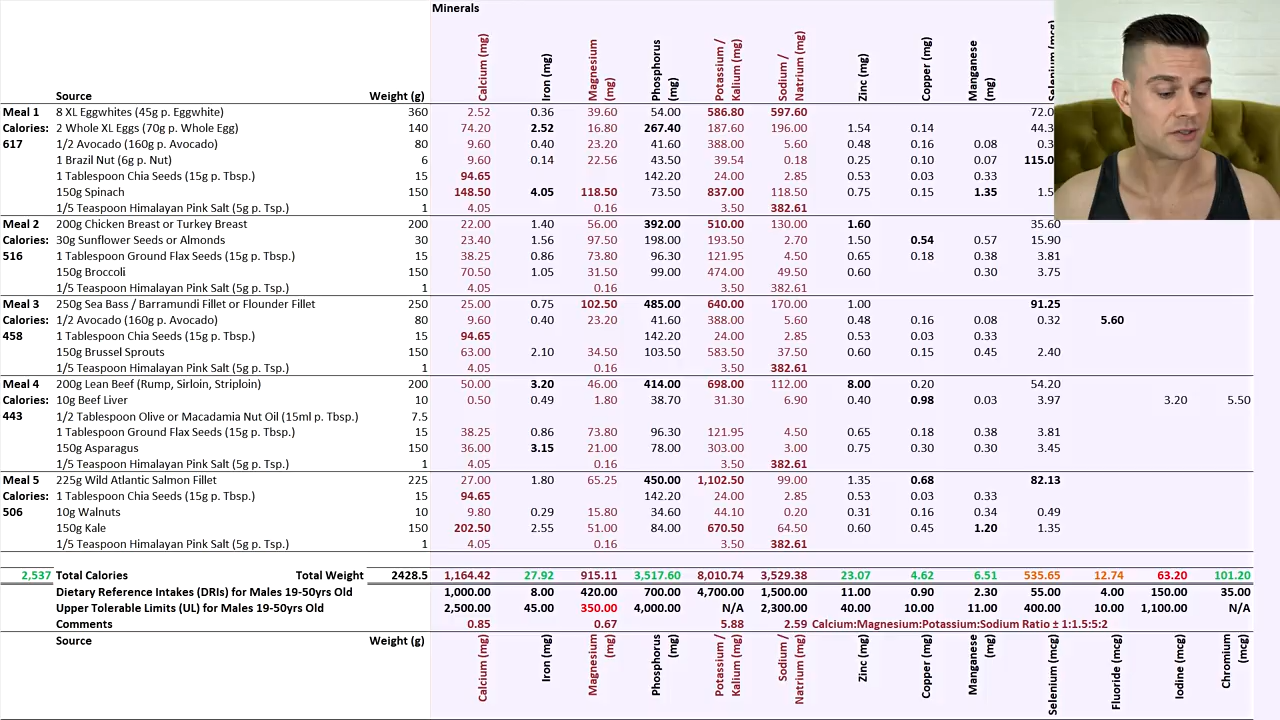 Minerals
Source Weight (g) Calcium (mg) Iron (mg) Magnesium (mg) Phosphorus (mg) Potassium / Kalium (mg) Sodium / Natrium (mg) Zinc (mg) Copper (mg) Manganese (mg) Selenium (mcg)
Meal 1 8 XL Eggwhites (45g p. Eggwhite) 360 2.52 0.36 39.60 54.00 586.80 597.60 72.0
Calories: 2 Whole XL Eggs (70g p. Whole Egg) 140 74.20 2.52 16.80 267.40 187.60 196.00 1.54 0.14 44.3
617 1/2 Avocado (160g p. Avocado) 80 9.60 0.40 23.20 41.60 388.00 5.60 0.48 0.16 0.08 0.3
1 Brazil Nut (6g p. Nut) 6 9.60 0.14 22.56 43.50 39.54 0.18 0.25 0.10 0.07 115.0
1 Tablespoon Chia Seeds (15g p. Tbsp.) 15 94.65 142.20 24.00 2.85 0.53 0.03 0.33
150g Spinach 150 148.50 4.05 118.50 73.50 837.00 118.50 0.75 0.15 1.35 1.5
1/5 Teaspoon Himalayan Pink Salt (5g p. Tsp.) 1 4.05 0.16 3.50 382.61
Meal 2 200g Chicken Breast or Turkey Breast 200 22.00 1.40 56.00 392.00 510.00 130.00 1.60 35.60
Calories: 30g Sunflower Seeds or Almonds 30 23.40 1.56 97.50 198.00 193.50 2.70 1.50 0.54 0.57 15.90
516 1 Tablespoon Ground Flax Seeds (15g p. Tbsp.) 15 38.25 0.86 73.80 96.30 121.95 4.50 0.65 0.18 0.38 3.81
150g Broccoli 150 70.50 1.05 31.50 99.00 474.00 49.50 0.60 0.30 3.75
1/5 Teaspoon Himalayan Pink Salt (5g p. Tsp.) 1 4.05 0.16 3.50 382.61
Meal 3 250g Sea Bass / Barramundi Fillet or Flounder Fillet 250 25.00 0.75 102.50 485.00 640.00 170.00 1.00 91.25
Calories: 1/2 Avocado (160g p. Avocado) 80 9.60 0.40 23.20 41.60 388.00 5.60 0.48 0.16 0.08 0.32 5.60
458 1 Tablespoon Chia Seeds (15g p. Tbsp.) 15 94.65 142.20 24.00 2.85 0.53 0.03 0.33
150g Brussel Sprouts 150 63.00 2.10 34.50 103.50 583.50 37.50 0.60 0.15 0.45 2.40
1/5 Teaspoon Himalayan Pink Salt (5g p. Tsp.) 1 4.05 0.16 3.50 382.61
Meal 4 200g Lean Beef (Rump, Sirloin, Striploin) 200 50.00 3.20 46.00 414.00 698.00 112.00 8.00 0.20 54.20
Calories: 10g Beef Liver 10 0.50 0.49 1.80 38.70 31.30 6.90 0.40 0.98 0.03 3.97 3.20 5.50
443 1/2 Tablespoon Olive or Macadamia Nut Oil (15ml p. Tbsp.) 7.5
1 Tablespoon Ground Flax Seeds (15g p. Tbsp.) 15 38.25 0.86 73.80 96.30 121.95 4.50 0.65 0.18 0.38 3.81
150g Asparagus 150 36.00 3.15 21.00 78.00 303.00 3.00 0.75 0.30 0.30 3.45
1/5 Teaspoon Himalayan Pink Salt (5g p. Tsp.) 1 4.05 0.16 3.50 382.61
Meal 5 225g Wild Atlantic Salmon Fillet 225 27.00 1.80 65.25 450.00 1,102.50 99.00 1.35 0.68 82.13
Calories: 1 Tablespoon Chia Seeds (15g p. Tbsp.) 15 94.65 142.20 24.00 2.85 0.53 0.03 0.33
506 10g Walnuts 10 9.80 0.29 15.80 34.60 44.10 0.20 0.31 0.16 0.34 0.49
150g Kale 150 202.50 2.55 51.00 84.00 670.50 64.50 0.60 0.45 1.20 1.35
1/5 Teaspoon Himalayan Pink Salt (5g p. Tsp.) 1 4.05 0.16 3.50 382.61
2,537 Total Calories Total Weight 2428.5 1,164.42 27.92 915.11 3,517.60 8,010.74 3,529.38 23.07 4.62 6.51 535.65 12.74 63.20 101.20
Dietary Reference Intakes (DRIs) for Males 19-50yrs Old 1,000.00 8.00 420.00 700.00 4,700.00 1,500.00 11.00 0.90 2.30 55.00 4.00 150.00 35.00
Upper Tolerable Limits (UL) for Males 19-50yrs Old 2,500.00 45.00 350.00 4,000.00 N/A 2,300.00 40.00 10.00 11.00 400.00 10.00 1,100.00 N/A
Comments 0.85 0.67 5.88 2.59 Calcium:Magnesium:Potassium:Sodium Ratio ± 1:1.5:5:2
Source Weight (g) Calcium (mg) Iron (mg) Magnesium (mg) Phosphorus (mg) Potassium / Kalium (mg) Sodium / Natrium (mg) Zinc (mg) Copper (mg) Manganese (mg) Selenium (mcg) Fluoride (mcg) Iodine (mcg) Chromium (mcg)